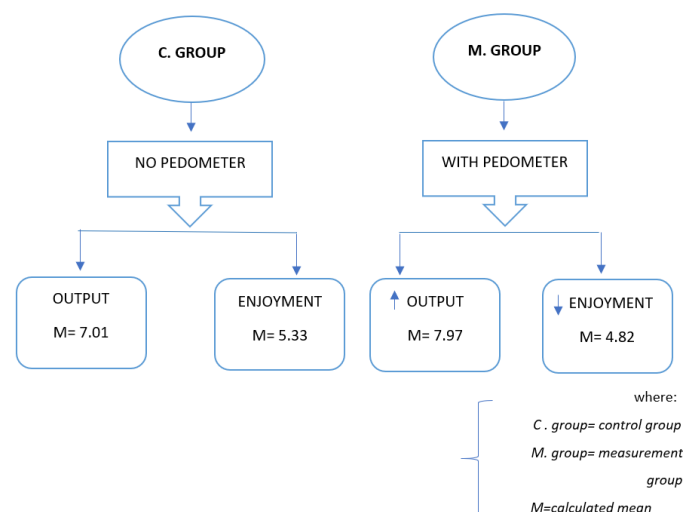 C. GROUP
M. GROUP
NO PEDOMETER
WITH PEDOMETER
OUTPUT
M= 7.01
ENJOYMENT
M= 5.33
OUTPUT
M= 7.97
ENJOYMENT
M= 4.82
where:
C . group= control group
M. group= measurement
group
M=calculated mean